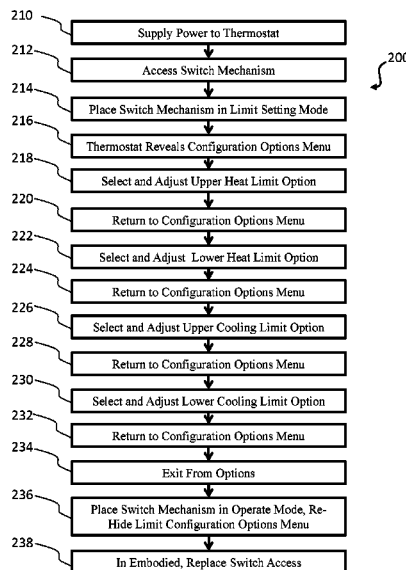 210
Supply Power to Thermostat
212
Access Switch Mechanism
200
214
Place Switch Mechanism in Limit Setting Mode
216
Thermostat Reveals Configuration Options Menu
218
Select and Adjust Upper Heat Limit Option
220
Return to Configuration Options Menu
222
Select and Adjust Lower Heat Limit Option
224
Return to Configuration Options Menu
226
Select and Adjust Upper Cooling Limit Option
228
Return to Configuration Options Menu
230
Select and Adjust Lower Cooling Limit Option
232
Return to Configuration Options Menu
234
Exit From Options
236
Place Switch Mechanism in Operate Mode, Re-
Hide Limit Configuration Options Menu
238
In Embodied, Replace Switch Access